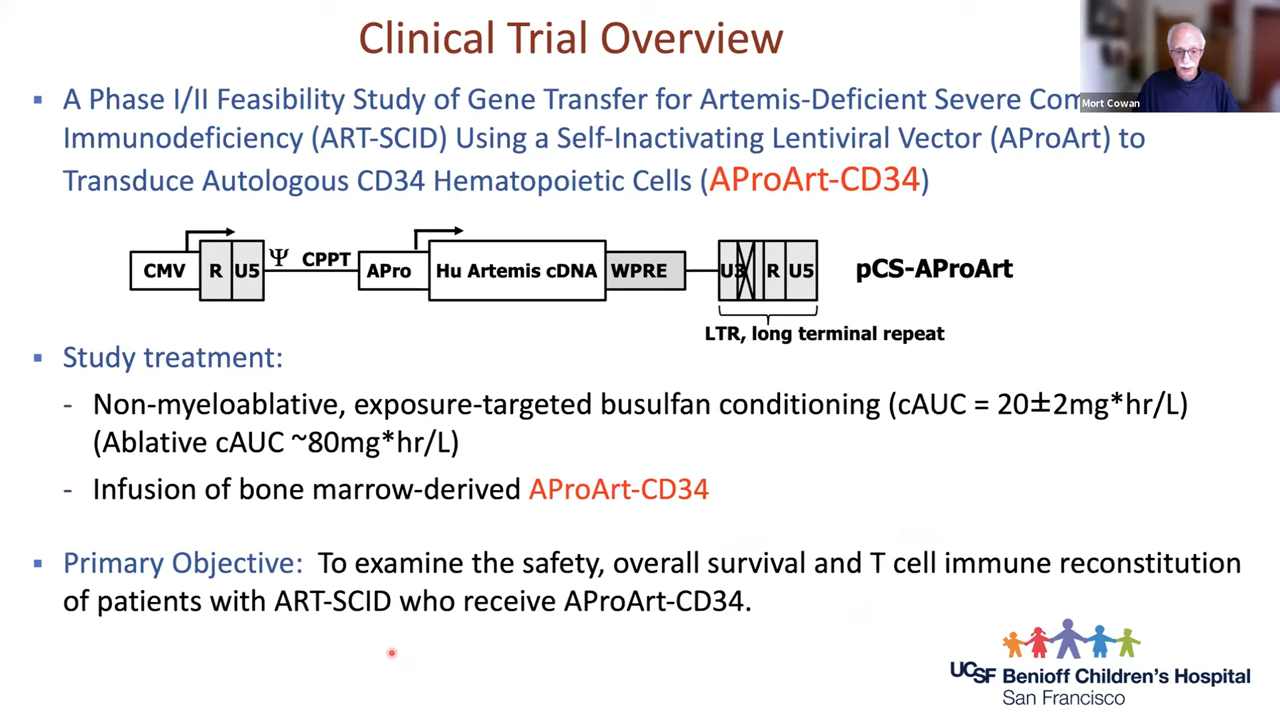 Clinical Trial Overview
Mort Cowan
▪ A Phase I/II Feasibility Study of Gene Transfer for Artemis-Deficient Severe Com
Immunodeficiency (ART-SCID) Using a Self-Inactivating Lentiviral Vector (AProArt) to
Transduce Autologous CD34 Hematopoietic Cells (AProArt-CD34)
CMV R U5 Ψ CPPT APro Hu Artemis cDNA WPRE U3 R U5 pCS-AProArt
LTR, long terminal repeat
▪ Study treatment:
- Non-myeloablative, exposure-targeted busulfan conditioning (cAUC = 20±2mg*hr/L)
(Ablative cAUC ~80mg*hr/L)
- Infusion of bone marrow-derived AProArt-CD34
▪ Primary Objective: To examine the safety, overall survival and T cell immune reconstitution
of patients with ART-SCID who receive AProArt-CD34.
UCSF Benioff Children's Hospital
San Francisco